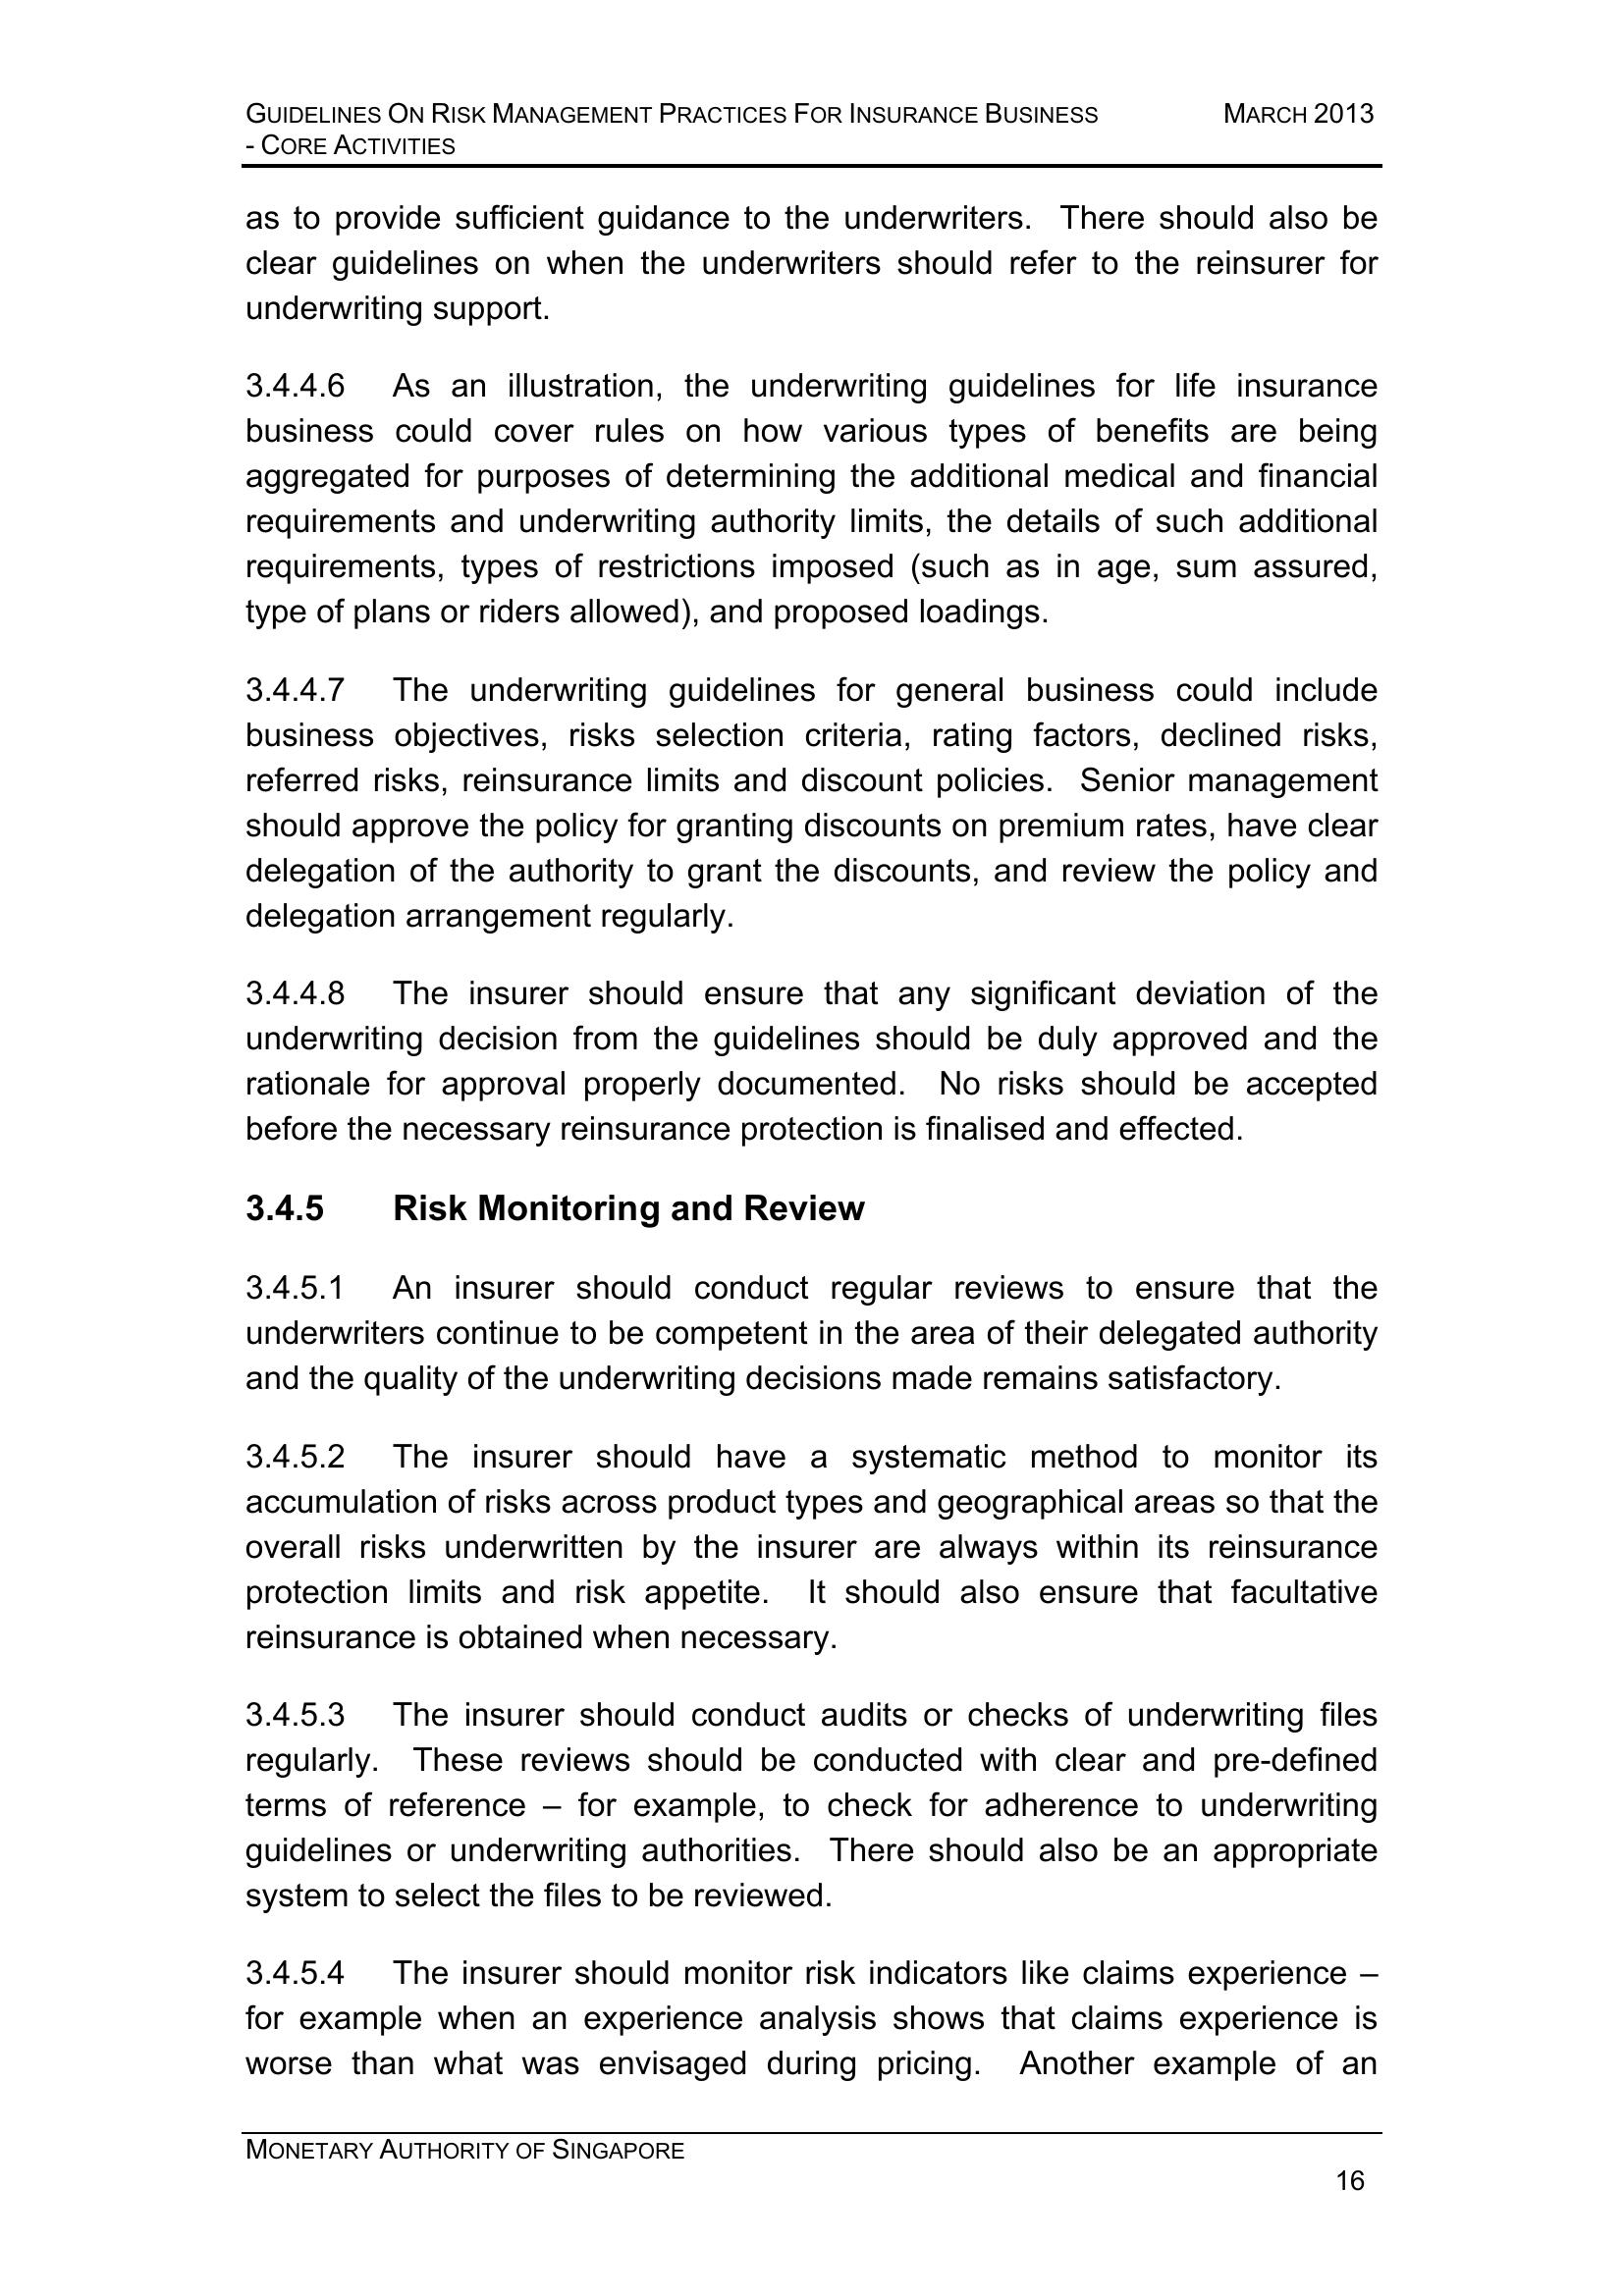 GUIDELINES ON RISK MANAGEMENT PRACTICES FOR INSURANCE BUSINESS MARCH 2013
- CORE ACTIVITIES
as to provide sufficient guidance to the underwriters. There should also be
clear guidelines on when the underwriters should refer to the reinsurer for
underwriting support.
3.4.4.6 As an illustration, the underwriting guidelines for life insurance
business could cover rules on how various types of benefits are being
aggregated for purposes of determining the additional medical and financial
requirements and underwriting authority limits, the details of such additional
requirements, types of restrictions imposed (such as in age, sum assured,
type of plans or riders allowed), and proposed loadings.
3.4.4.7 The underwriting guidelines for general business could include
business objectives, risks selection criteria, rating factors, declined risks,
referred risks, reinsurance limits and discount policies. Senior management
should approve the policy for granting discounts on premium rates, have clear
delegation of the authority to grant the discounts, and review the policy and
delegation arrangement regularly.
3.4.4.8 The insurer should ensure that any significant deviation of the
underwriting decision from the guidelines should be duly approved and the
rationale for approval properly documented. No risks should be accepted
before the necessary reinsurance protection is finalised and effected.
3.4.5 Risk Monitoring and Review
3.4.5.1 An insurer should conduct regular reviews to ensure that the
underwriters continue to be competent in the area of their delegated authority
and the quality of the underwriting decisions made remains satisfactory.
3.4.5.2 The insurer should have a systematic method to monitor its
accumulation of risks across product types and geographical areas so that the
overall risks underwritten by the insurer are always within its reinsurance
protection limits and risk appetite. It should also ensure that facultative
reinsurance is obtained when necessary.
3.4.5.3 The insurer should conduct audits or checks of underwriting files
regularly. These reviews should be conducted with clear and pre-defined
terms of reference – for example, to check for adherence to underwriting
guidelines or underwriting authorities. There should also be an appropriate
system to select the files to be reviewed.
3.4.5.4 The insurer should monitor risk indicators like claims experience –
for example when an experience analysis shows that claims experience is
worse than what was envisaged during pricing. Another example of an
MONETARY AUTHORITY OF SINGAPORE
16